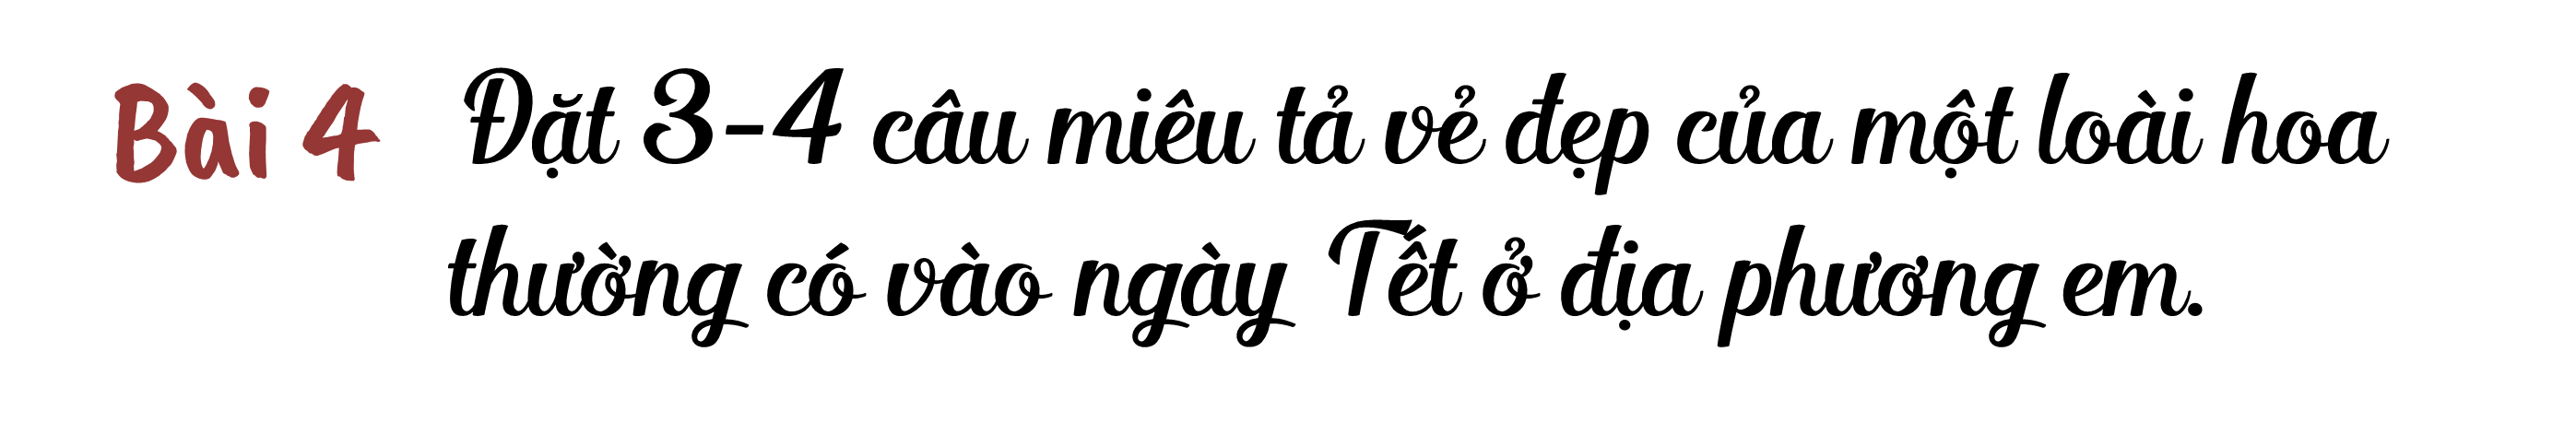 Bài 4 Đặt 3-4 câu miêu tả vẻ đẹp của một loài hoa
thường có vào ngày Tết ở địa phương em.